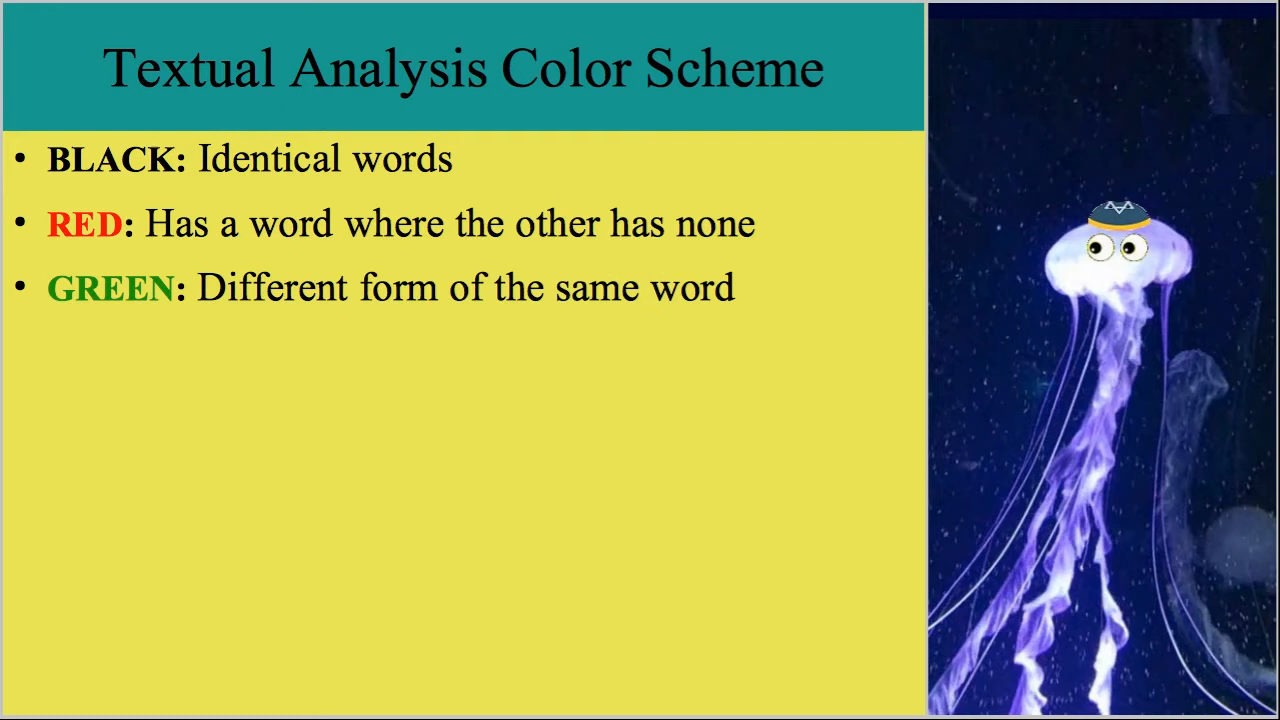 Textual Analysis Color Scheme
• BLACK: Identical words
• RED: Has a word where the other has none
• GREEN: Different form of the same word